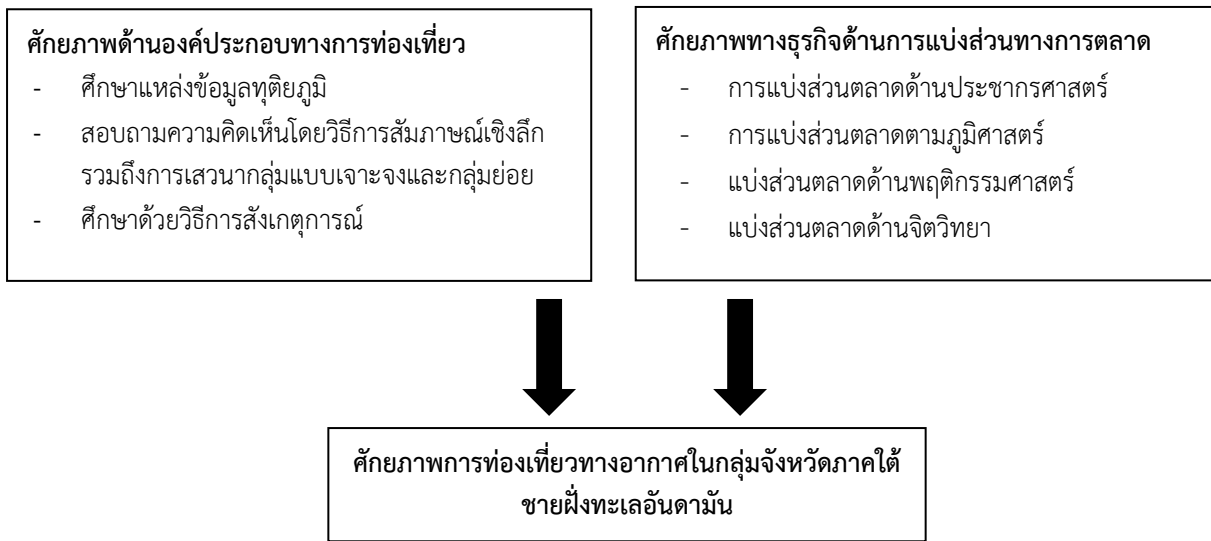 ศักยภาพด้านองค์ประกอบทางการท่องเที่ยว
- ศึกษาแหล่งข้อมูลทุติยภูมิ
- สอบถามความคิดเห็นโดยวิธีการสัมภาษณ์เชิงลึก
รวมถึงการเสวนากลุ่มแบบเจาะจงและกลุ่มย่อย
- ศึกษาด้วยวิธีการสังเกตุการณ์
ศักยภาพทางธุรกิจด้านการแบ่งส่วนทางการตลาด
- การแบ่งส่วนตลาดด้านประชากรศาสตร์
- การแบ่งส่วนตลาดตามภูมิศาสตร์
- แบ่งส่วนตลาดด้านพฤติกรรมศาสตร์
- แบ่งส่วนตลาดด้านจิตวิทยา
ศักยภาพการท่องเที่ยวทางอากาศในกลุ่มจังหวัดภาคใต้
ชายฝั่งทะเลอันดามัน